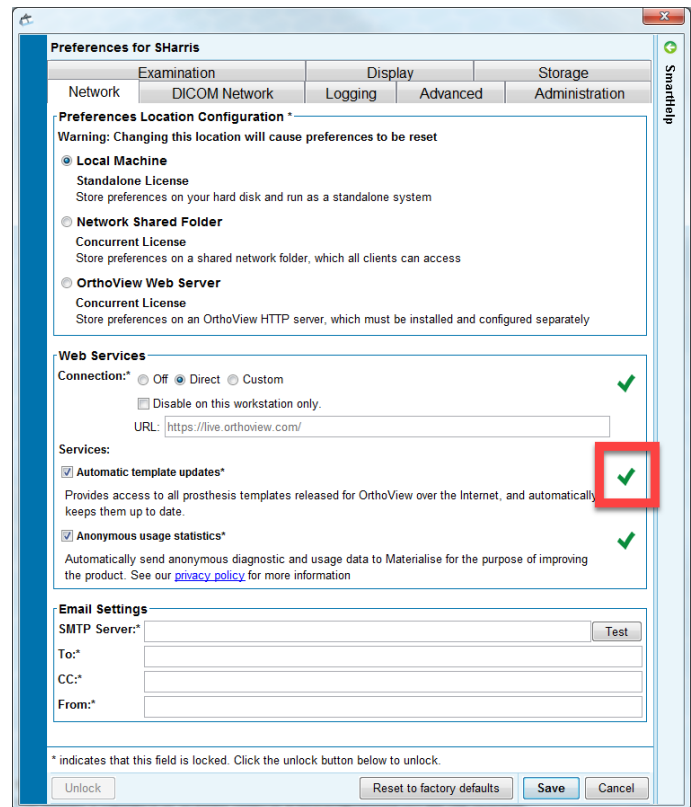 Preferences for SHarris
SmartHelp
Examination Display Storage
Network DICOM Network Logging Advanced Administration
Preferences Location Configuration *
Warning: Changing this location will cause preferences to be reset
Local Machine
Standalone License
Store preferences on your hard disk and run as a standalone system
Network Shared Folder
Concurrent License
Store preferences on a shared network folder, which all clients can access
OrthoView Web Server
Concurrent License
Store preferences on an OrthoView HTTP server, which must be installed and configured separately
Web Services
Connection:* Off Direct Custom
Disable on this workstation only.
URL: https://live.orthoview.com/
Services:
Automatic template updates*
Provides access to all prosthesis templates released for OrthoView over the Internet, and automatically
keeps them up to date.
Anonymous usage statistics*
Automatically send anonymous diagnostic and usage data to Materialise for the purpose of improving
the product. See our privacy policy for more information
Email Settings
SMTP Server:* Test
To:*
CC:*
From:*
* indicates that this field is locked. Click the unlock button below to unlock.
Unlock Reset to factory defaults Save Cancel